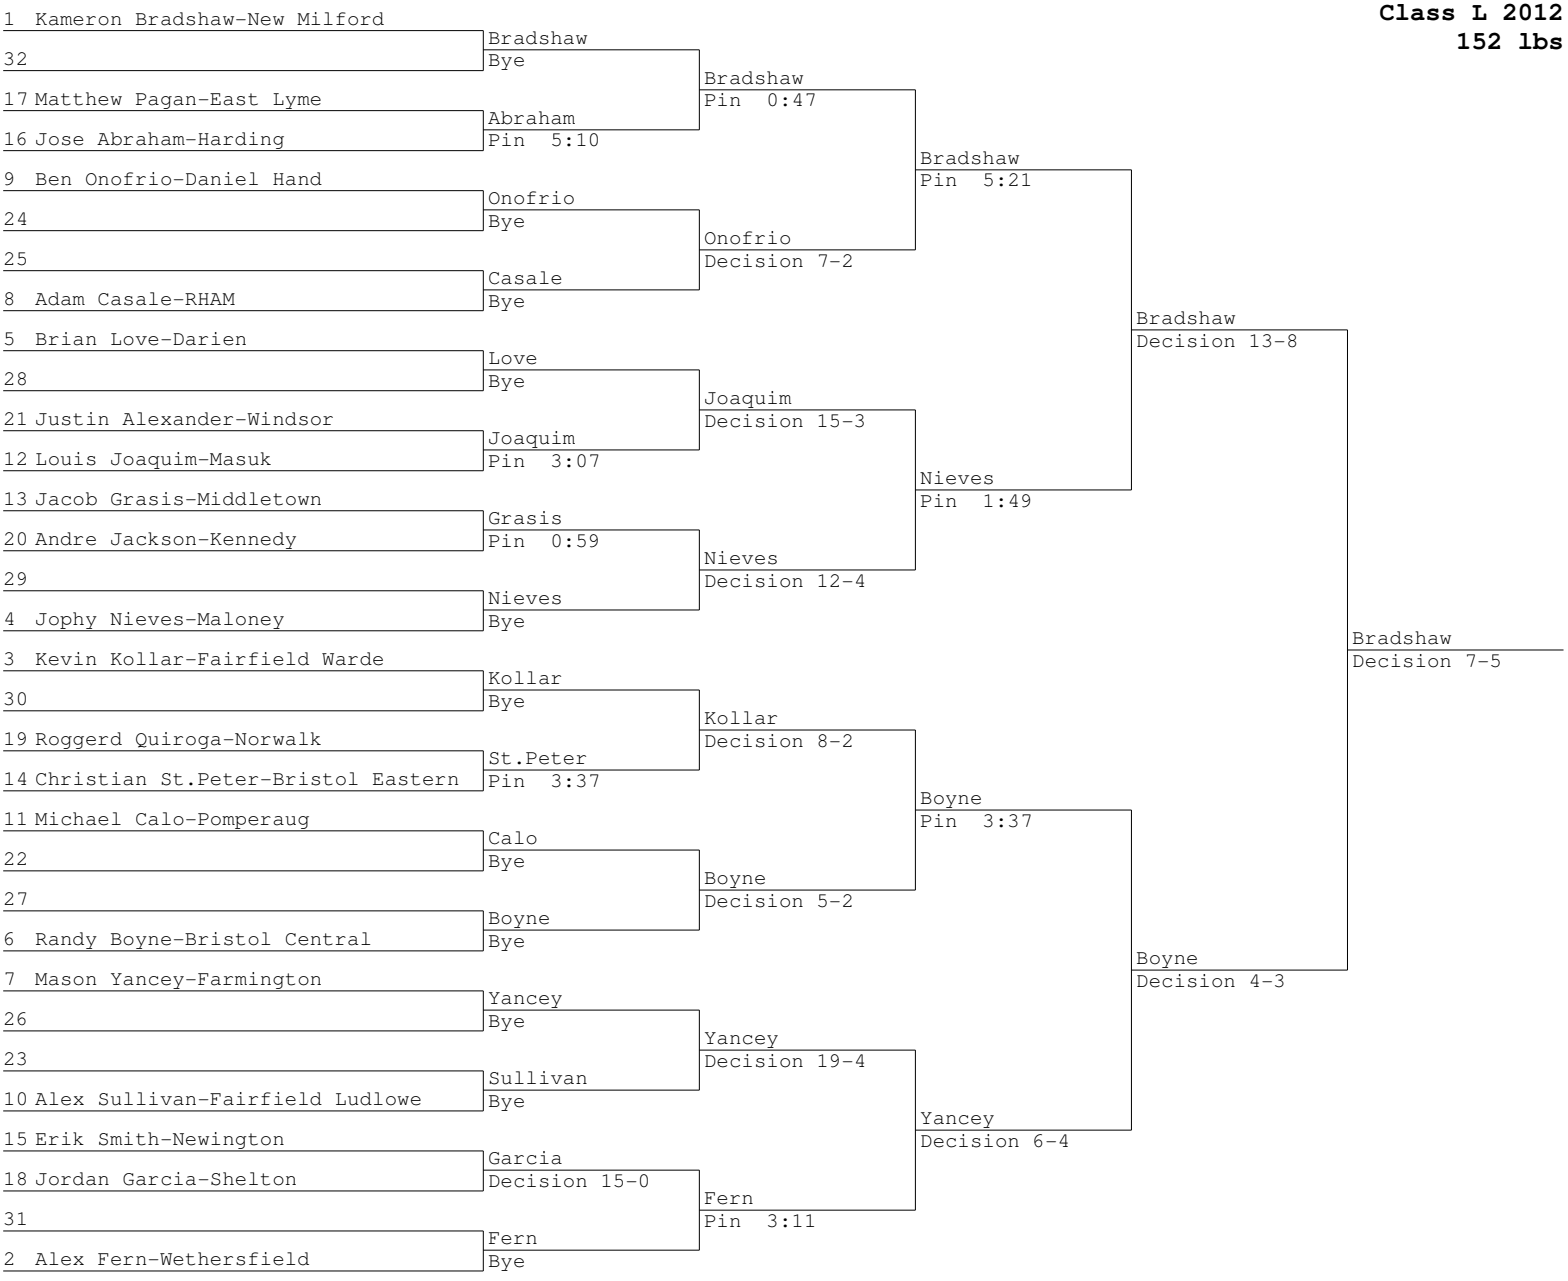 Class L 2012
152 lbs
1 Kameron Bradshaw-New Milford
32
17 Matthew Pagan-East Lyme
16 Jose Abraham-Harding
9 Ben Onofrio-Daniel Hand
24
25
8 Adam Casale-RHAM
5 Brian Love-Darien
28
21 Justin Alexander-Windsor
12 Louis Joaquim-Masuk
13 Jacob Grasis-Middletown
20 Andre Jackson-Kennedy
29
4 Jophy Nieves-Maloney
3 Kevin Kollar-Fairfield Warde
30
19 Roggerd Quiroga-Norwalk
14 Christian St.Peter-Bristol Eastern
11 Michael Calo-Pomperaug
22
27
6 Randy Boyne-Bristol Central
7 Mason Yancey-Farmington
26
23
10 Alex Sullivan-Fairfield Ludlowe
15 Erik Smith-Newington
18 Jordan Garcia-Shelton
31
2 Alex Fern-Wethersfield
Bradshaw
Bye
Abraham
Pin 5:10
Onofrio
Bye
Casale
Bye
Love
Bye
Joaquim
Pin 3:07
Grasis
Pin 0:59
Nieves
Bye
Kollar
Bye
St.Peter
Pin 3:37
Calo
Bye
Boyne
Bye
Yancey
Bye
Sullivan
Bye
Garcia
Decision 15-0
Fern
Bye
Bradshaw
Pin 0:47
Onofrio
Decision 7-2
Joaquim
Decision 15-3
Nieves
Decision 12-4
Kollar
Decision 8-2
Boyne
Decision 5-2
Yancey
Decision 19-4
Fern
Pin 3:11
Bradshaw
Pin 5:21
Nieves
Pin 1:49
Boyne
Pin 3:37
Yancey
Decision 6-4
Bradshaw
Decision 13-8
Boyne
Decision 4-3
Bradshaw
Decision 7-5